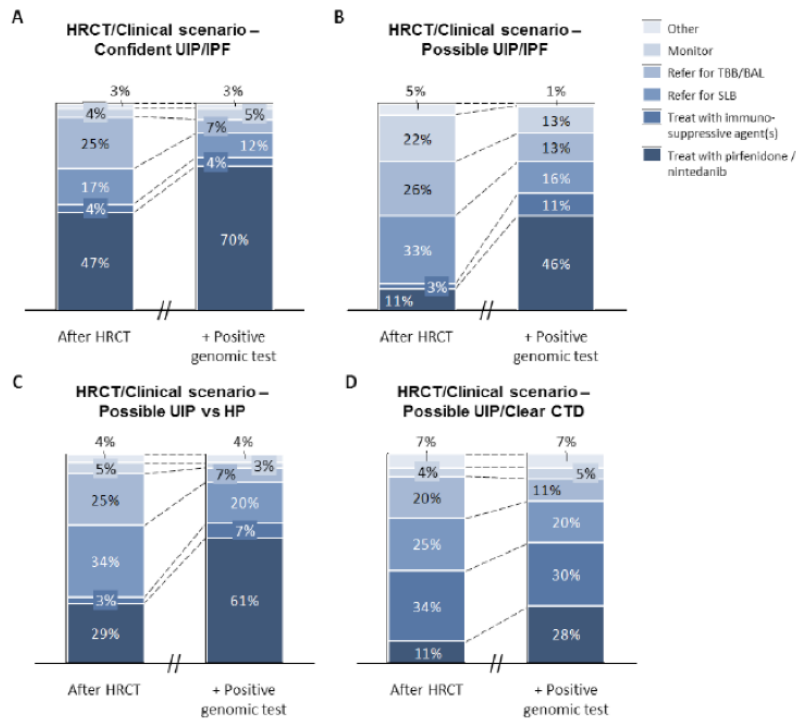 A
HRCT/Clinical scenario –
Confident UIP/IPF
3%
3%
4%
5%
25%
7%
12%
17%
4%
4%
47%
70%
After HRCT
+ Positive
genomic test
B
HRCT/Clinical scenario –
Possible UIP/IPF
5%
1%
22%
13%
13%
26%
16%
33%
11%
3%
11%
46%
After HRCT
+ Positive
genomic test
Other
Monitor
Refer for TBB/BAL
Refer for SLB
Treat with immuno-
suppressive agent(s)
Treat with pirfenidone /
nintedanib
C
HRCT/Clinical scenario –
Possible UIP vs HP
4%
4%
5%
3%
25%
7%
20%
34%
7%
3%
29%
61%
After HRCT
+ Positive
genomic test
D
HRCT/Clinical scenario –
Possible UIP/Clear CTD
7%
7%
4%
5%
20%
11%
25%
20%
34%
30%
11%
28%
After HRCT
+ Positive
genomic test